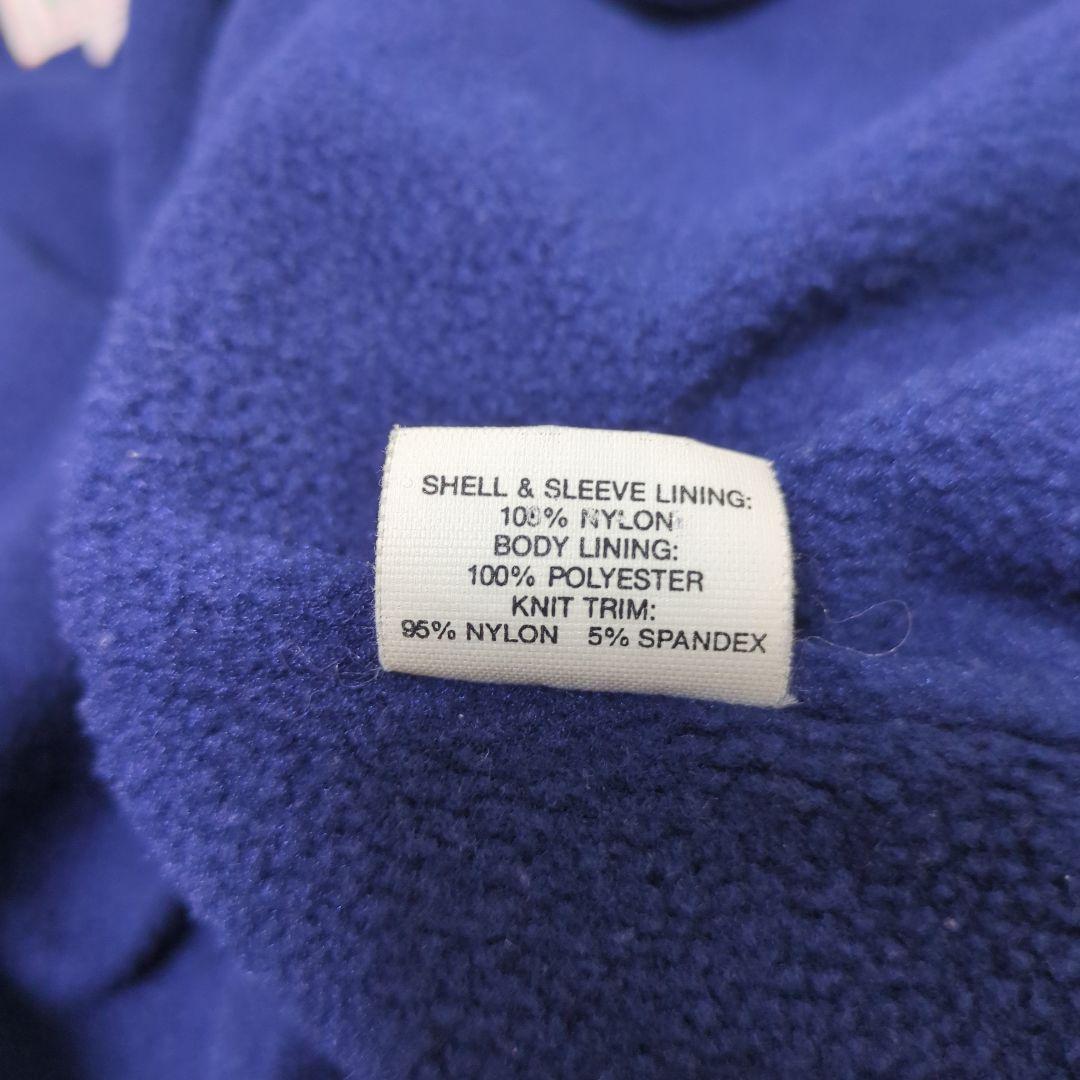 SHELL & SLEEVE LINING:
100% NYLON
BODY LINING:
100% POLYESTER
KNIT TRIM:
95% NYLON 5% SPANDEX